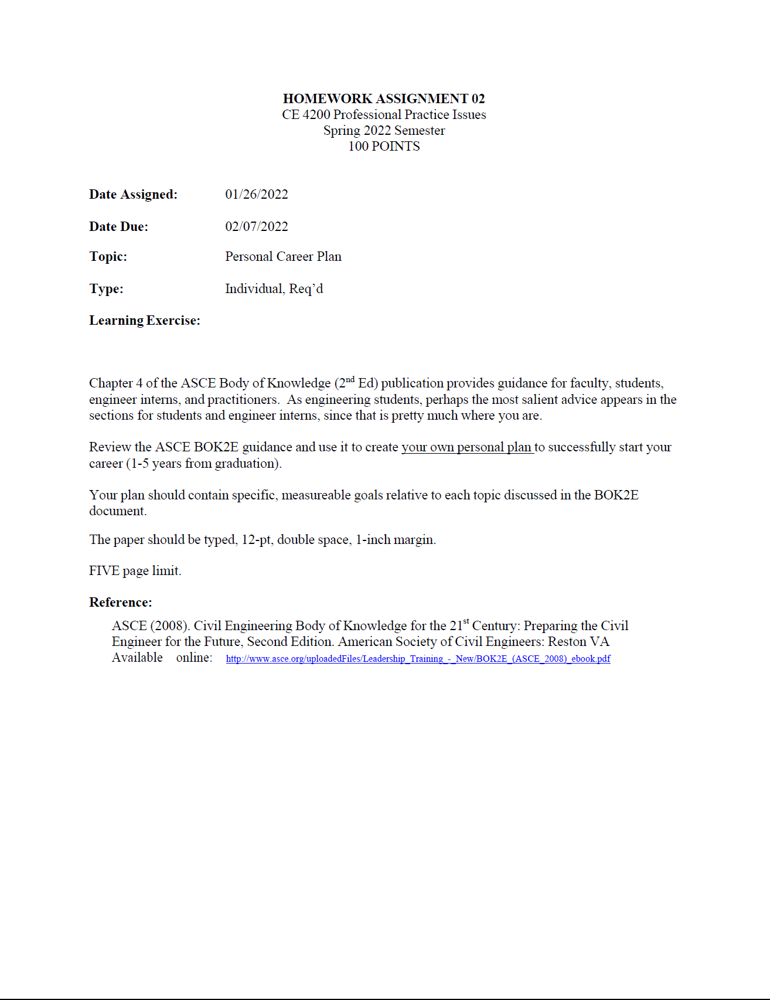 HOMEWORK ASSIGNMENT 02
CE 4200 Professional Practice Issues
Spring 2022 Semester
100 POINTS
Date Assigned: 01/26/2022
Date Due: 02/07/2022
Topic: Personal Career Plan
Type: Individual, Req’d
Learning Exercise:
Chapter 4 of the ASCE Body of Knowledge (2nd Ed) publication provides guidance for faculty, students,
engineer interns, and practitioners. As engineering students, perhaps the most salient advice appears in the
sections for students and engineer interns, since that is pretty much where you are.
Review the ASCE BOK2E guidance and use it to create your own personal plan to successfully start your
career (1-5 years from graduation).
Your plan should contain specific, measureable goals relative to each topic discussed in the BOK2E
document.
The paper should be typed, 12-pt, double space, 1-inch margin.
FIVE page limit.
Reference:
ASCE (2008). Civil Engineering Body of Knowledge for the 21st Century: Preparing the Civil
Engineer for the Future, Second Edition. American Society of Civil Engineers: Reston VA
Available online: http://www.asce.org/uploadedFiles/Leadership_Training_-_New/BOK2E_(ASCE_2008)_ebook.pdf